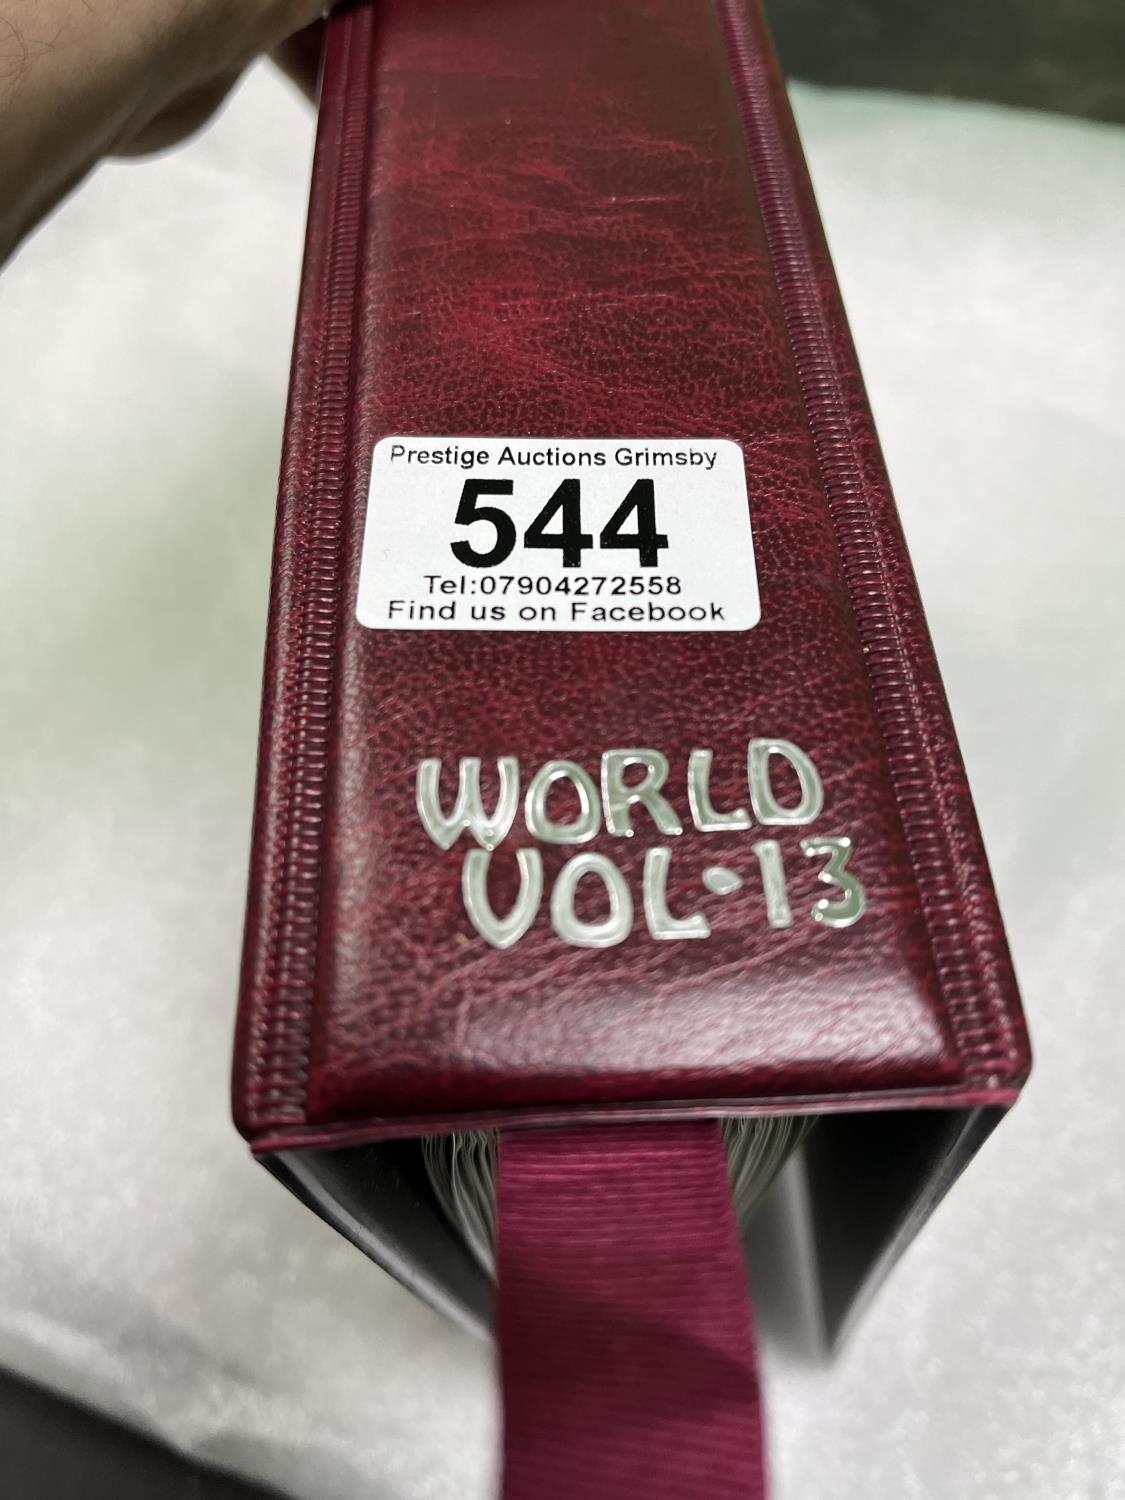 Prestige Auctions Grimsby
544
Tel:07904272558
Find us on Facebook
WORLD
VOL·13